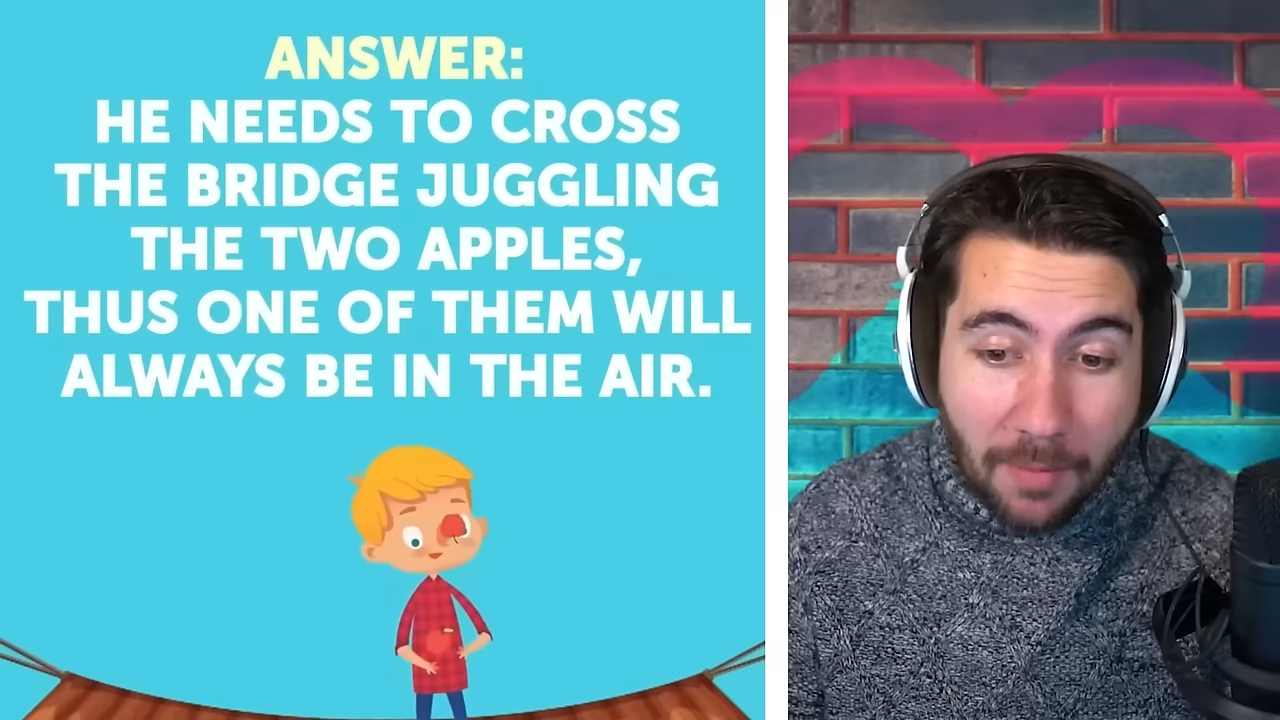 ANSWER:
HE NEEDS TO CROSS
THE BRIDGE JUGGLING
THE TWO APPLES,
THUS ONE OF THEM WILL
ALWAYS BE IN THE AIR.